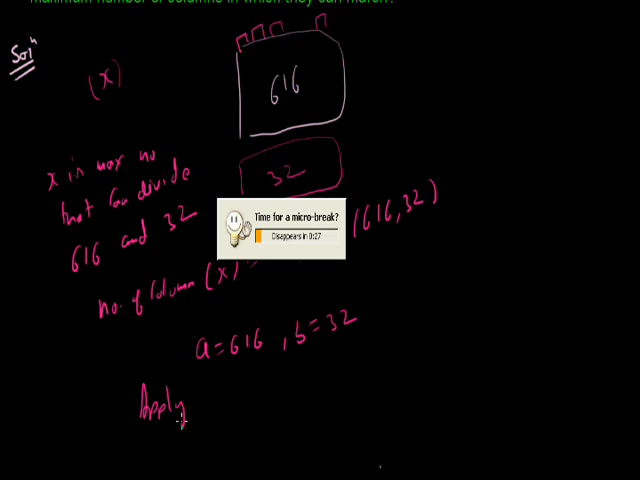 maximum number of columns in which they can march?
Solⁿ
(x)
616
32
x is max no
that can divide
616 and 32
Time for a micro-break?
Disappears in 0:27
(616,32)
no. of column (x) =
a=616 , b=32
Apply